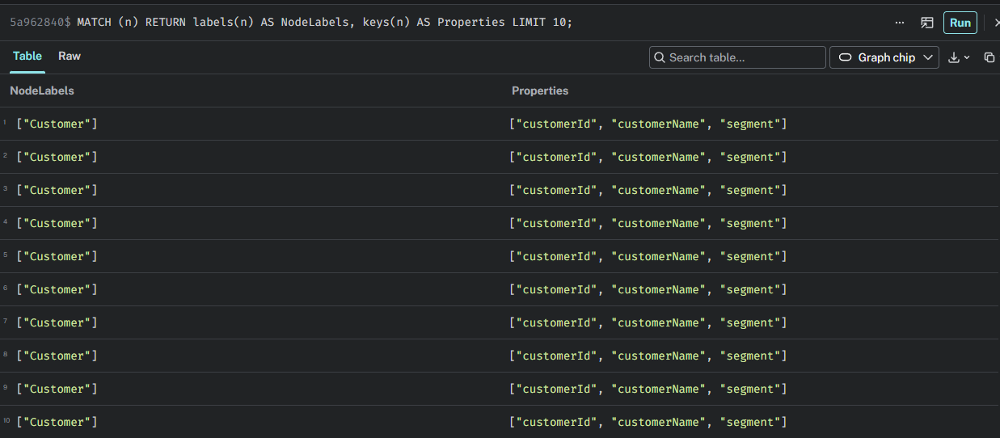 5a962840$ MATCH (n) RETURN labels(n) AS NodeLabels, keys(n) AS Properties LIMIT 10;
Run
Table Raw
Search table...
Graph chip
NodeLabels Properties
1 ["Customer"] ["customerId", "customerName", "segment"]
2 ["Customer"] ["customerId", "customerName", "segment"]
3 ["Customer"] ["customerId", "customerName", "segment"]
4 ["Customer"] ["customerId", "customerName", "segment"]
5 ["Customer"] ["customerId", "customerName", "segment"]
6 ["Customer"] ["customerId", "customerName", "segment"]
7 ["Customer"] ["customerId", "customerName", "segment"]
8 ["Customer"] ["customerId", "customerName", "segment"]
9 ["Customer"] ["customerId", "customerName", "segment"]
10 ["Customer"] ["customerId", "customerName", "segment"]